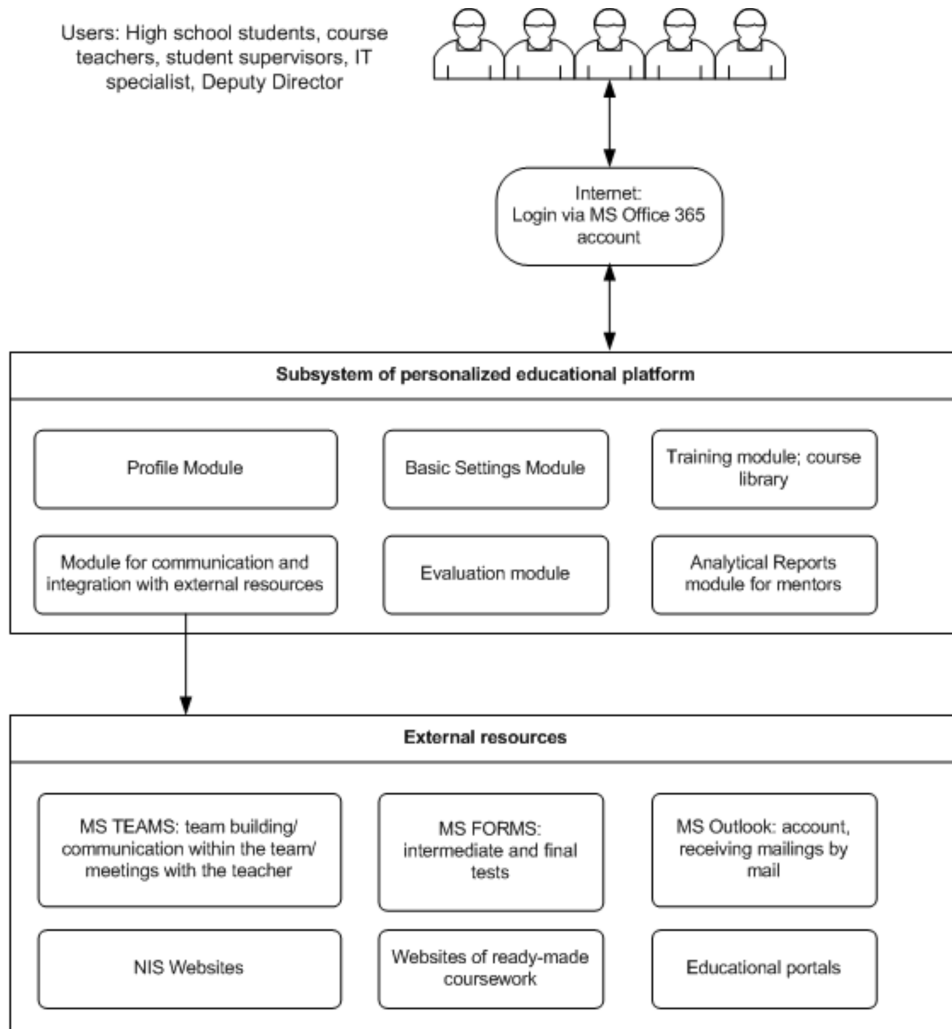 Users: High school students, course
teachers, student supervisors, IT
specialist, Deputy Director
Internet:
Login via MS Office 365
account
Subsystem of personalized educational platform
Profile Module
Basic Settings Module
Training module; course
library
Module for communication and
integration with external resources
Evaluation module
Analytical Reports
module for mentors
External resources
MS TEAMS: team building/
communication within the team/
meetings with the teacher
MS FORMS:
intermediate and final
tests
MS Outlook: account,
receiving mailings by
mail
NIS Websites
Websites of ready-made
coursework
Educational portals